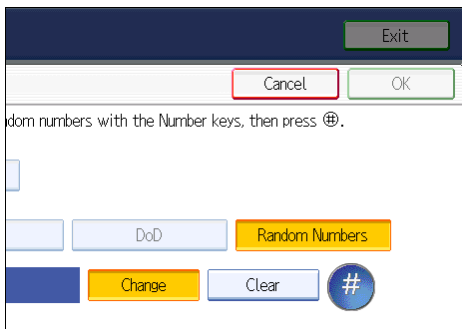 Exit
Cancel OK
dom numbers with the Number keys, then press #.
DoD Random Numbers
Change Clear #